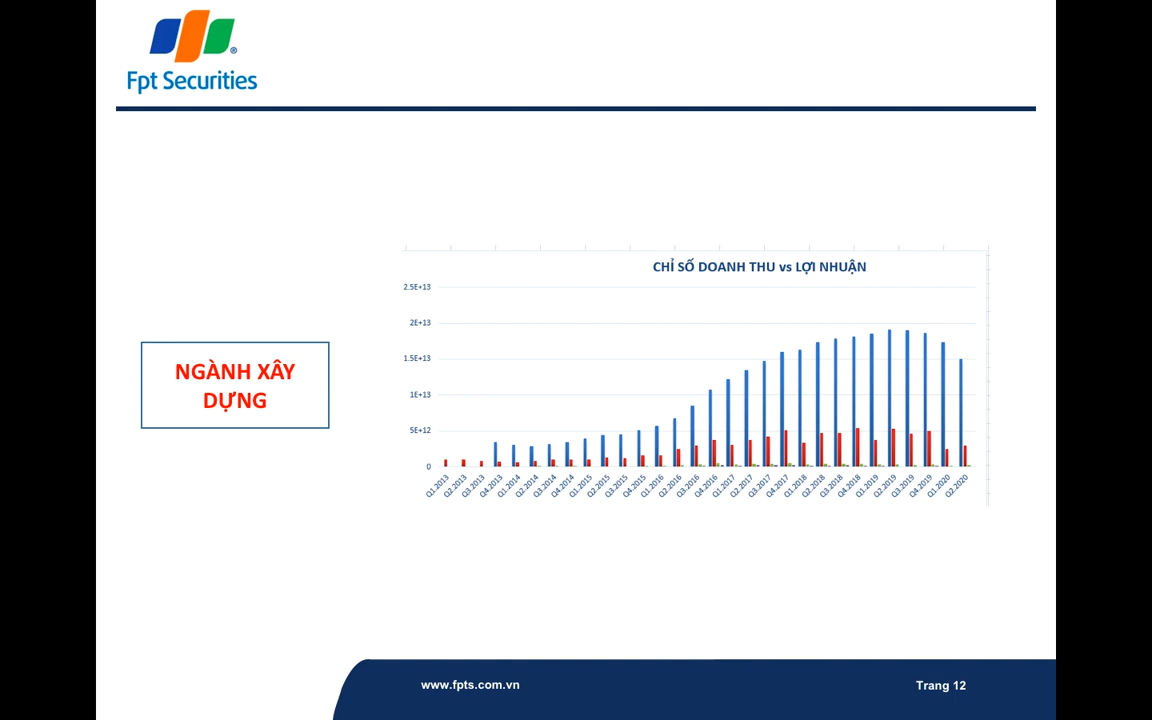 Fpt Securities
CHỈ SỐ DOANH THU vs LỢI NHUẬN
2.5E+13
2E+13
1.5E+13
1E+13
5E+12
0
Q1.2013
Q2.2013
Q3.2013
Q4.2013
Q1.2014
Q2.2014
Q3.2014
Q4.2014
Q1.2015
Q2.2015
Q3.2015
Q4.2015
Q1.2016
Q2.2016
Q3.2016
Q4.2016
Q1.2017
Q2.2017
Q3.2017
Q4.2017
Q1.2018
Q2.2018
Q3.2018
Q4.2018
Q1.2019
Q2.2019
Q3.2019
Q4.2019
Q1.2020
Q2.2020
NGÀNH XÂY
DỰNG
www.fpts.com.vn
Trang 12